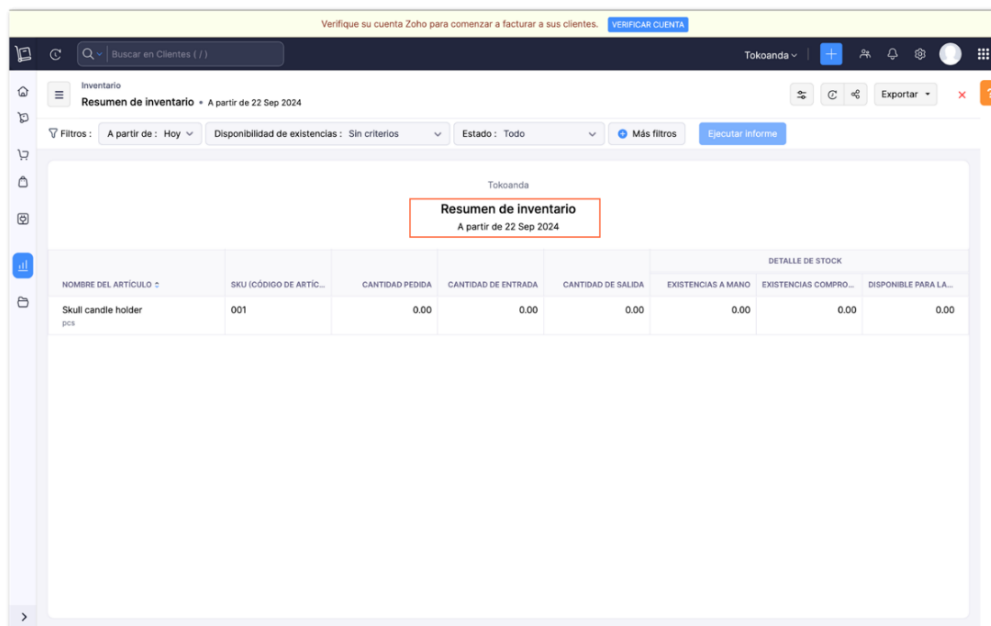 Verifique su cuenta Zoho para comenzar a facturar a sus clientes. VERIFICAR CUENTA
Buscar en Clientes ( / )
Tokoanda
Inventario
Resumen de inventario • A partir de 22 Sep 2024
Exportar
Filtros : A partir de : Hoy Disponibilidad de existencias : Sin criterios Estado : Todo Más filtros Ejecutar informe
Tokoanda
Resumen de inventario
A partir de 22 Sep 2024
DETALLE DE STOCK
NOMBRE DEL ARTÍCULO SKU (CÓDIGO DE ARTÍC... CANTIDAD PEDIDA CANTIDAD DE ENTRADA CANTIDAD DE SALIDA EXISTENCIAS A MANO EXISTENCIAS COMPRO... DISPONIBLE PARA LA...
Skull candle holder 001 0.00 0.00 0.00 0.00 0.00 0.00
pcs